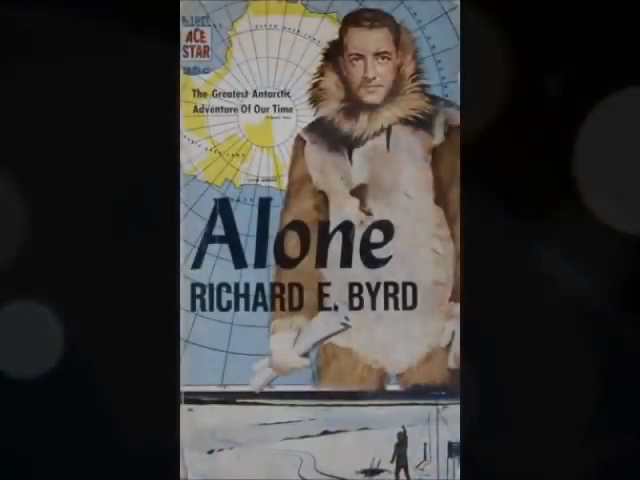 ACE
STAR
The Greatest Antarctic
Adventure Of Our Time
Alone
RICHARD E. BYRD